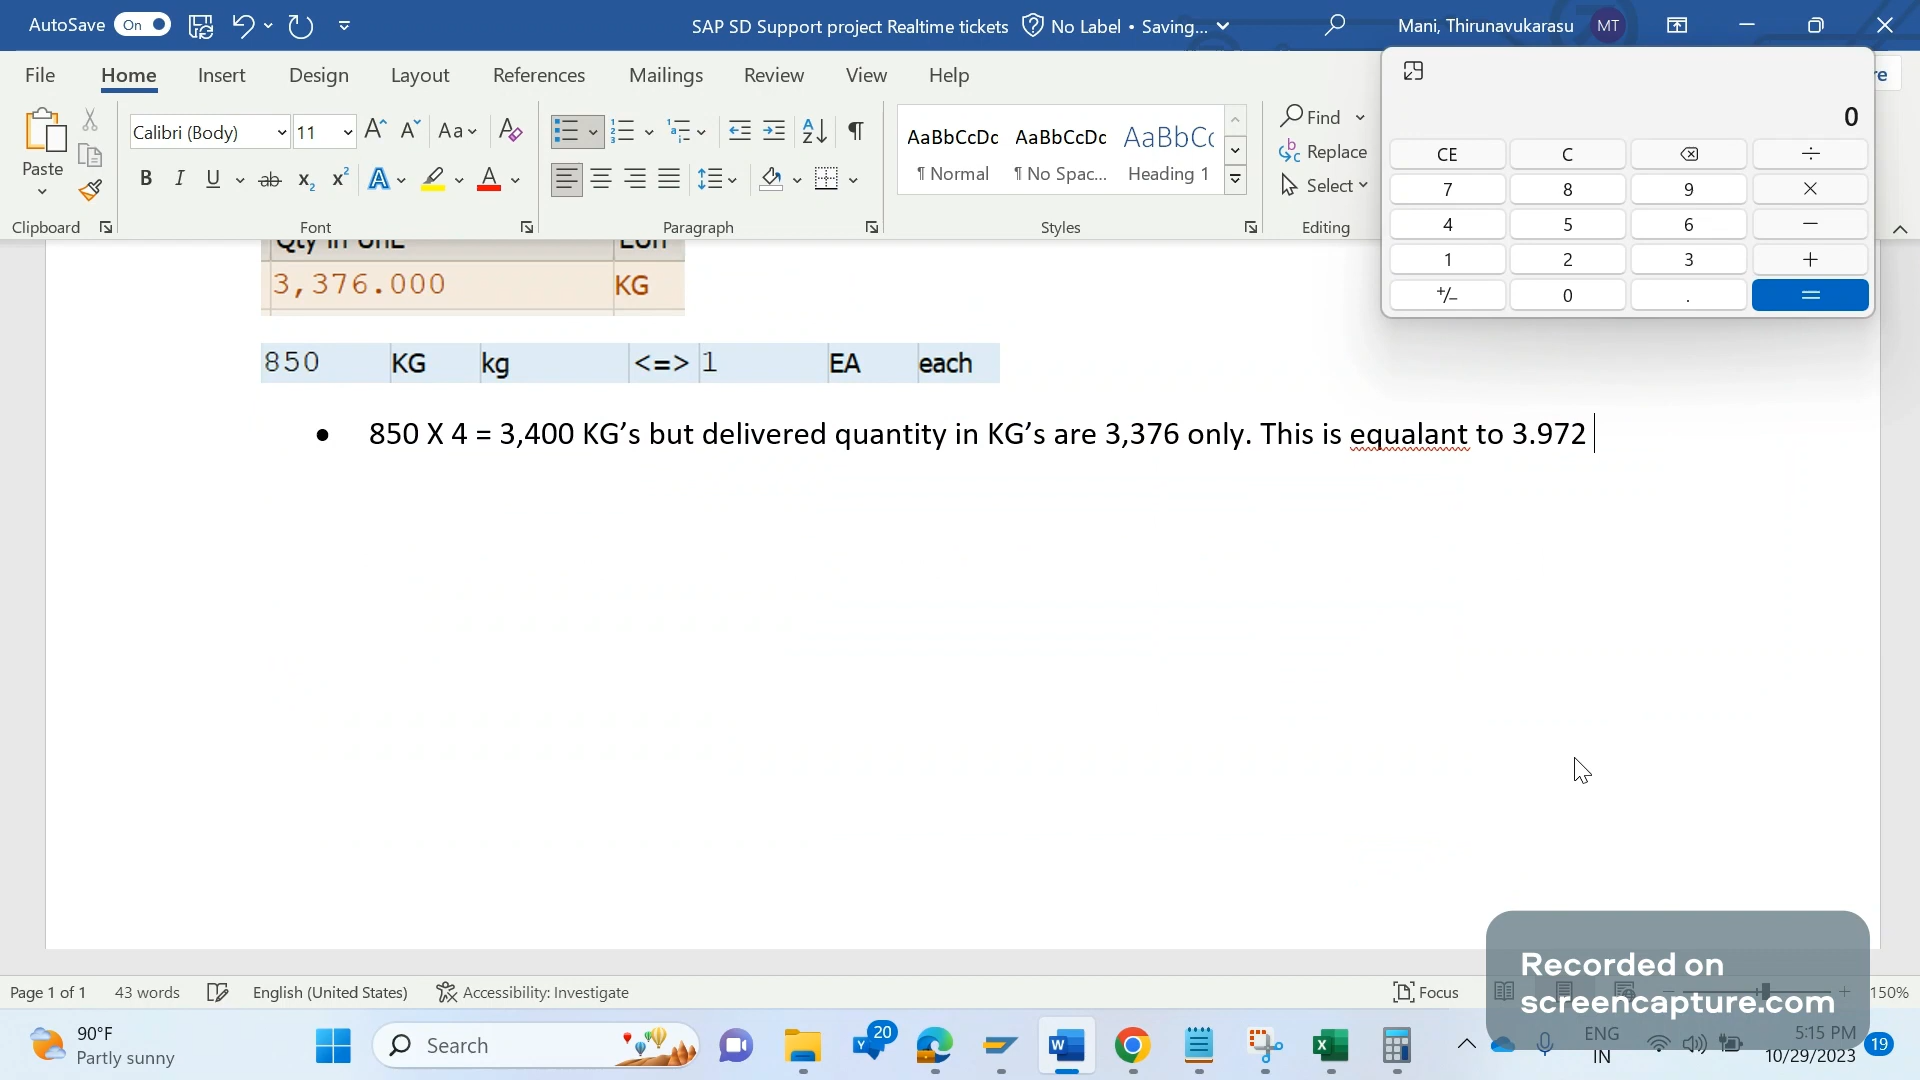 AutoSave On SAP SD Support project Realtime tickets No Label • Saving... Mani, Thirunavukarasu MT
File Home Insert Design Layout References Mailings Review View Help
0
CE C ÷
7 8 9 ×
4 5 6 −
1 2 3 +
+/− 0 . =
Paste
Clipboard
Calibri (Body) 11 Aa
B I U ab x₂ x² A A
Font
Paragraph
AaBbCcDc AaBbCcDc AaBbCc
¶ Normal ¶ No Spac... Heading 1
Styles
Find
Replace
Select
Editing
3,376.000 KG
850 KG kg <=> 1 EA each
• 850 X 4 = 3,400 KG’s but delivered quantity in KG’s are 3,376 only. This is equalant to 3.972
Recorded on
screencapture.com
Page 1 of 1 43 words English (United States) Accessibility: Investigate Focus 150%
90°F
Partly sunny
Search
20
ENG
IN
5:15 PM
10/29/2023
19